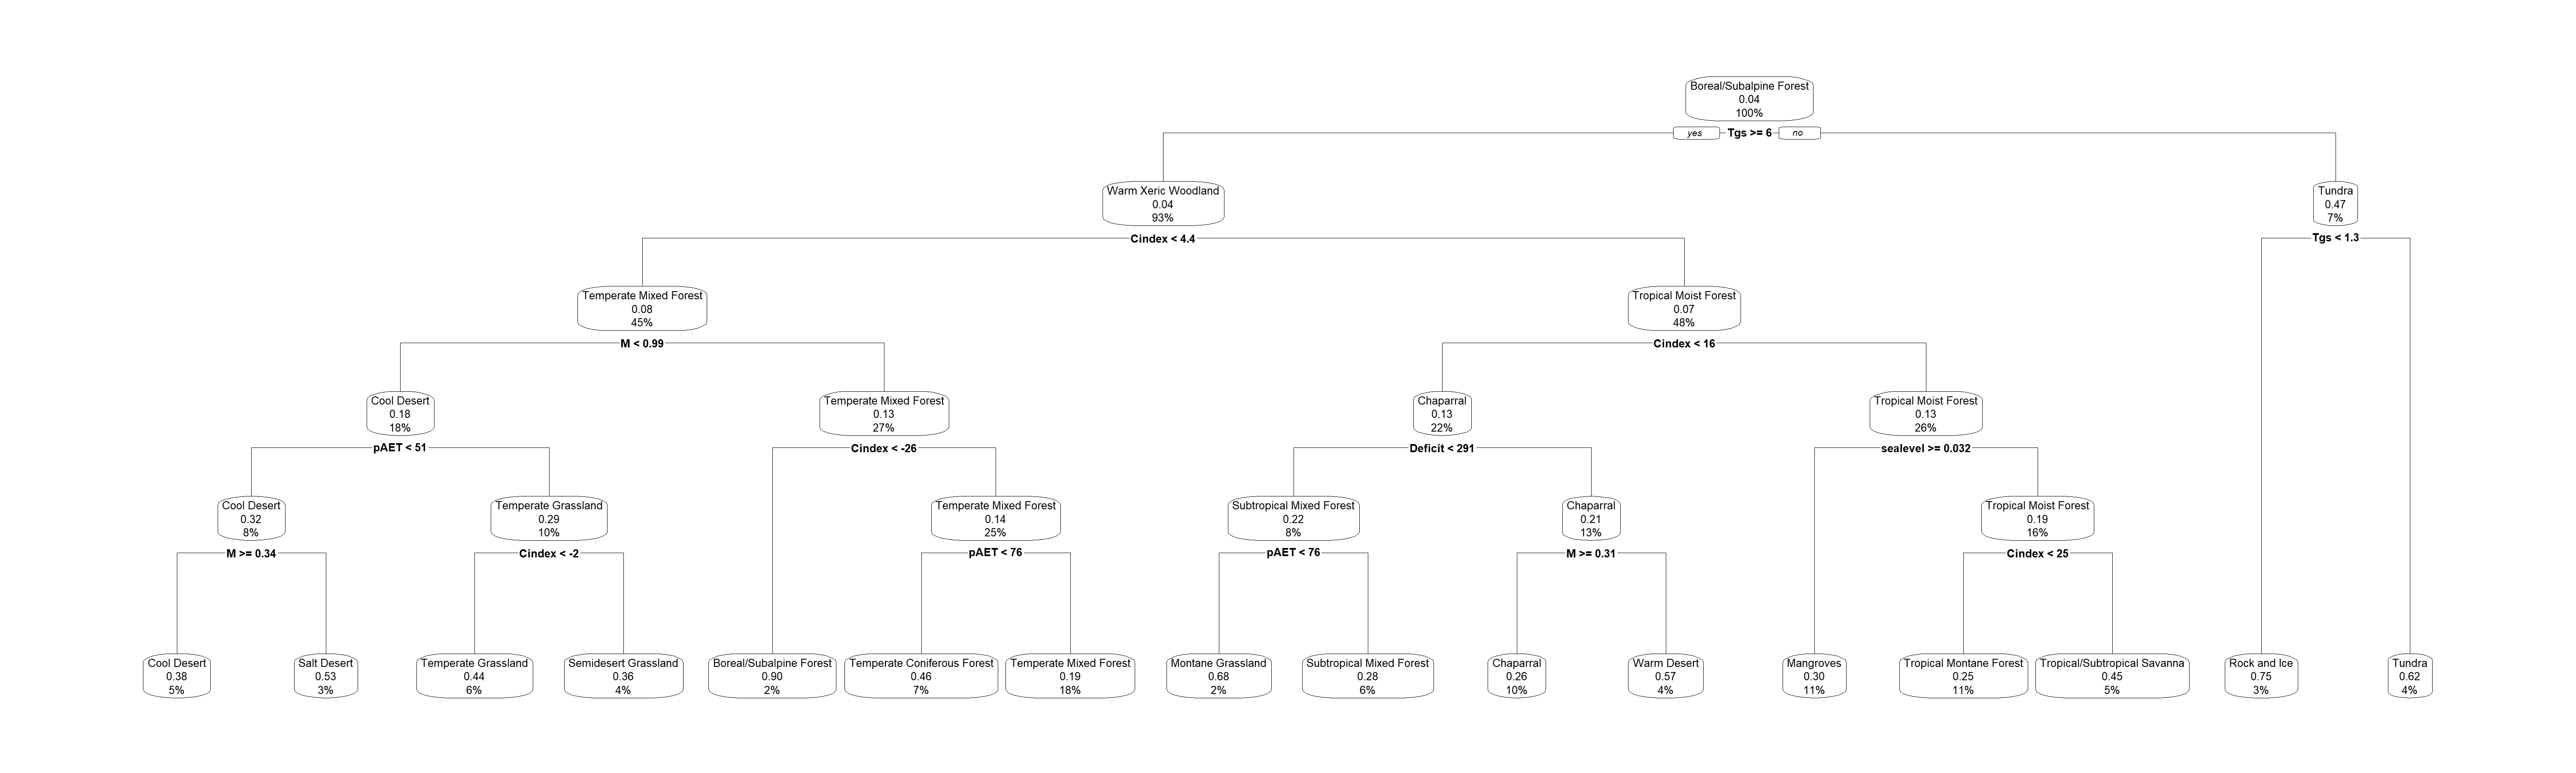 Boreal/Subalpine Forest
0.04
100%
yes
Tgs >= 6
no
Warm Xeric Woodland
0.04
93%
Tundra
0.47
7%
Cindex < 4.4
Tgs < 1.3
Temperate Mixed Forest
0.08
45%
Tropical Moist Forest
0.07
48%
M < 0.99
Cindex < 16
Cool Desert
0.18
18%
Temperate Mixed Forest
0.13
27%
Chaparral
0.13
22%
Tropical Moist Forest
0.13
26%
pAET < 51
Cindex < -26
Deficit < 291
sealevel >= 0.032
Cool Desert
0.32
8%
Temperate Grassland
0.29
10%
Temperate Mixed Forest
0.14
25%
Subtropical Mixed Forest
0.22
8%
Chaparral
0.21
13%
Tropical Moist Forest
0.19
16%
M >= 0.34
Cindex < -2
pAET < 76
pAET < 76
M >= 0.31
Cindex < 25
Cool Desert
0.38
5%
Salt Desert
0.53
3%
Temperate Grassland
0.44
6%
Semidesert Grassland
0.36
4%
Boreal/Subalpine Forest
0.90
2%
Temperate Coniferous Forest
0.46
7%
Temperate Mixed Forest
0.19
18%
Montane Grassland
0.68
2%
Subtropical Mixed Forest
0.28
6%
Chaparral
0.26
10%
Warm Desert
0.57
4%
Mangroves
0.30
11%
Tropical Montane Forest
0.25
11%
Tropical/Subtropical Savanna
0.45
5%
Rock and Ice
0.75
3%
Tundra
0.62
4%